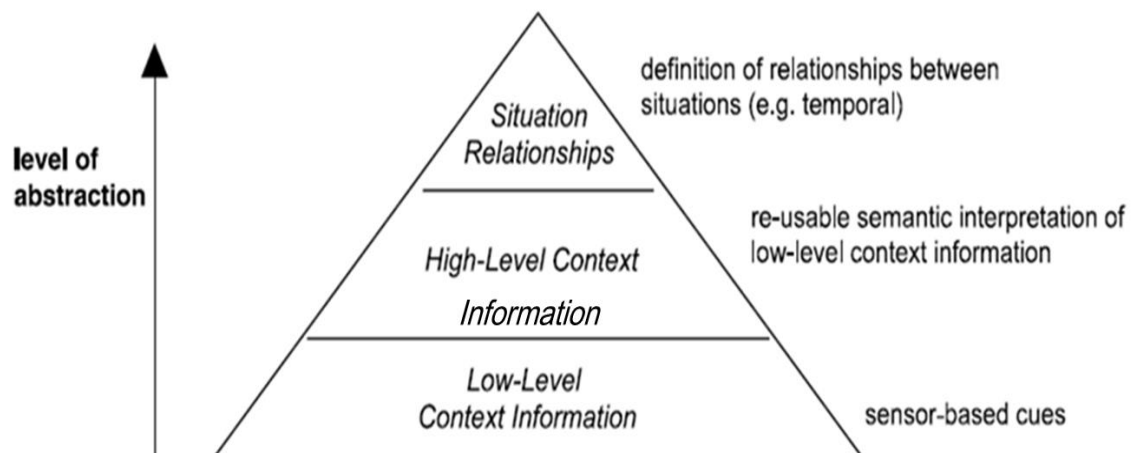 level of
abstraction
Situation
Relationships
definition of relationships between
situations (e.g. temporal)
High-Level Context
Information
re-usable semantic interpretation of
low-level context information
Low-Level
Context Information
sensor-based cues